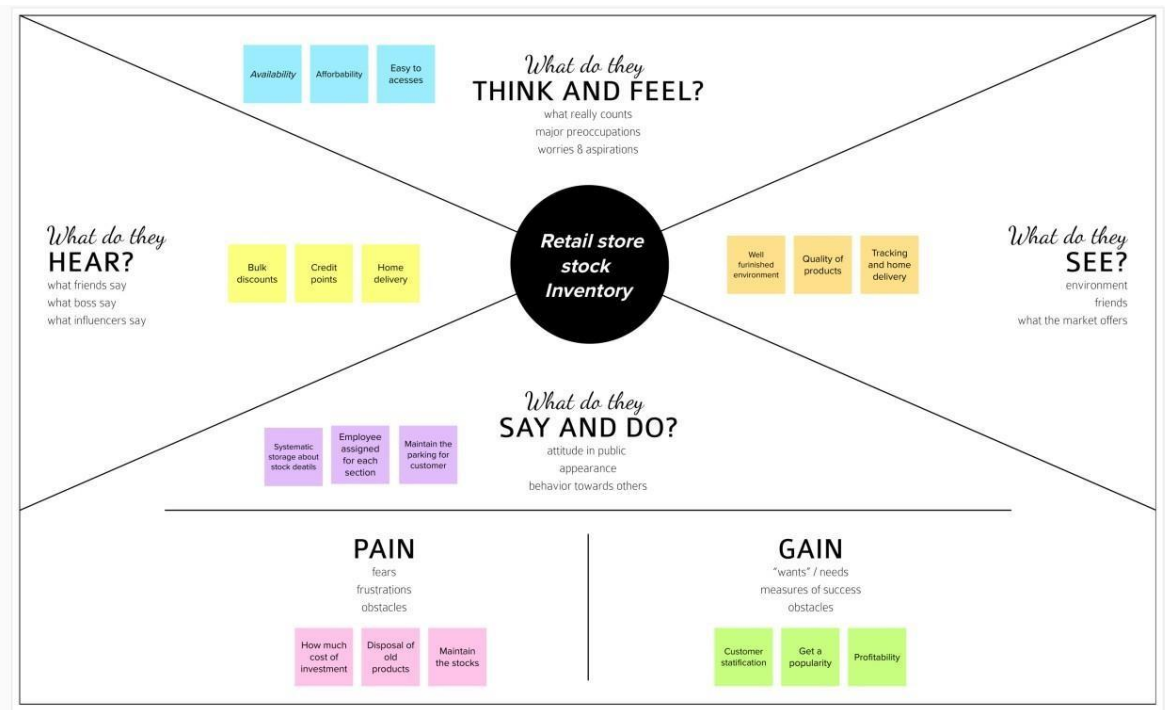 Availability
Afforbability
Easy to
acesses
What do they
THINK AND FEEL?
what really counts
major preoccupations
worries & aspirations
What do they
HEAR?
what friends say
what boss say
what influencers say
Bulk
discounts
Credit
points
Home
delivery
Retail store
stock
Inventory
Well
furinished
environment
Quality of
products
Tracking
and home
delivery
What do they
SEE?
environment
friends
what the market offers
What do they
SAY AND DO?
attitude in public
appearance
behavior towards others
Systematic
storage about
stock deatils
Employee
assigned
for each
section
Maintain the
parking for
customer
PAIN
fears
frustrations
obstacles
How much
cost of
investment
Disposal of
old
products
Maintain
the stocks
GAIN
"wants" / needs
measures of success
obstacles
Customer
statification
Get a
popularity
Profitability